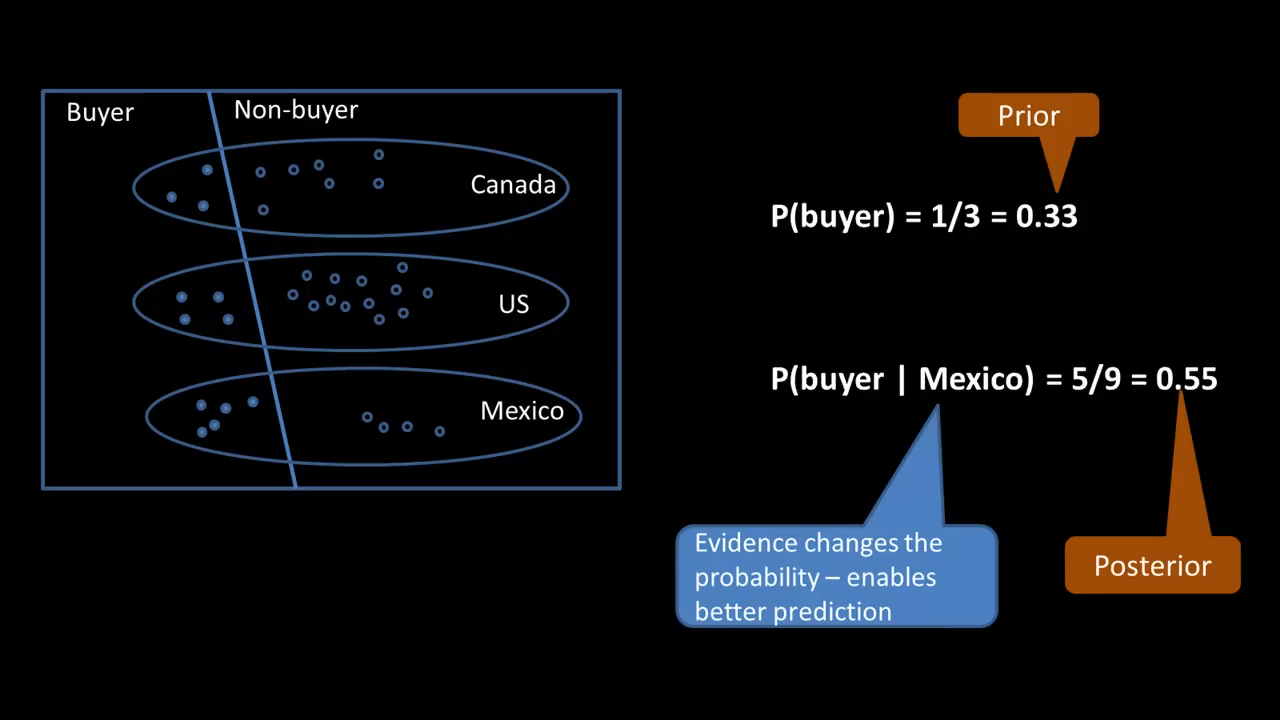 Buyer
Non-buyer
Canada
US
Mexico
Prior
P(buyer) = 1/3 = 0.33
P(buyer | Mexico) = 5/9 = 0.55
Evidence changes the
probability – enables
better prediction
Posterior